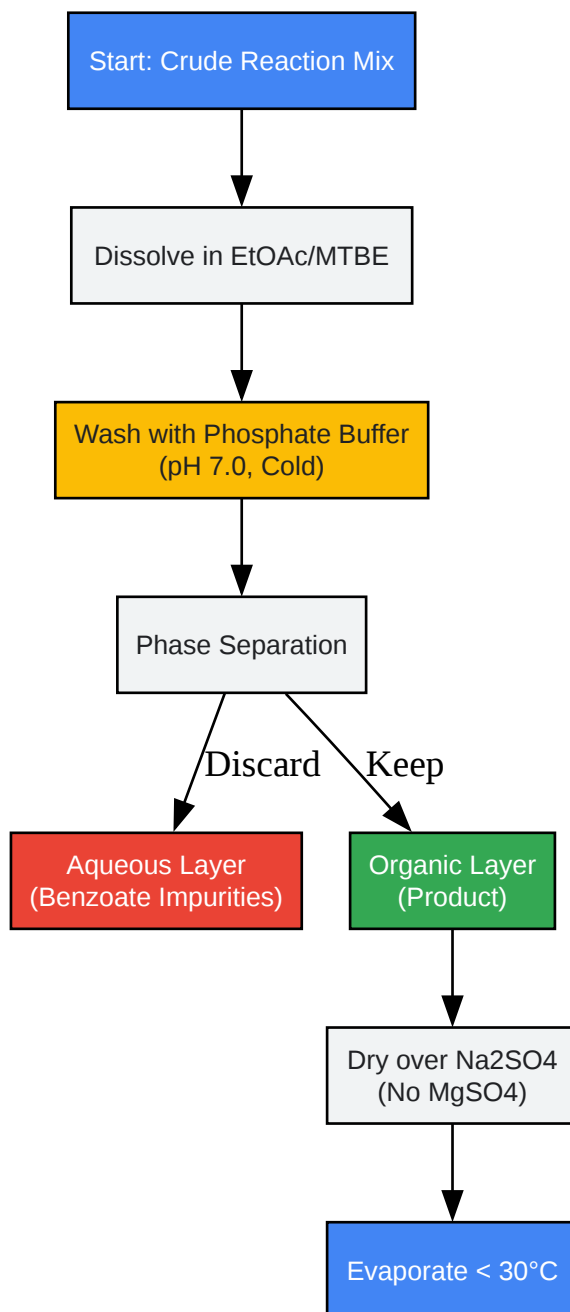 Start: Crude Reaction Mix
Dissolve in EtOAc/MTBE
Wash with Phosphate Buffer
(pH 7.0, Cold)
Phase Separation
Discard
Keep
Aqueous Layer
(Benzoate Impurities)
Organic Layer
(Product)
Dry over Na2SO4
(No MgSO4)
Evaporate < 30°C